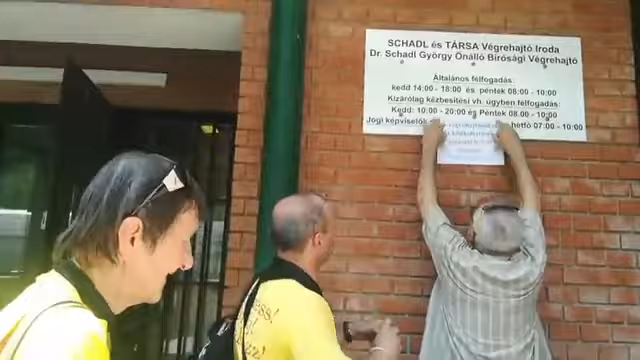 SCHADL és TÁRSA Végrehajtó Iroda
Dr. Schadl György Önálló Bírósági Végrehajtó
Általános félfogadás:
kedd 14:00 - 18:00 és péntek 08:00 - 10:00
Kizárólag kézbesítési vh. ügyben félfogadás:
Kedd: 10:00 - 20:00 és Péntek 08:00 - 10:00
Jogi képviselők hétfő 07:00 - 10:00